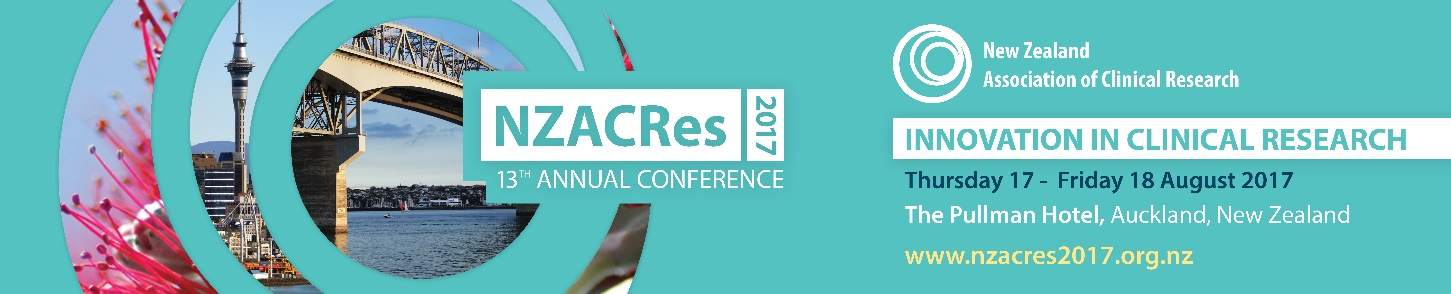 NZACRes 2017
13TH ANNUAL CONFERENCE
New Zealand
Association of Clinical Research
INNOVATION IN CLINICAL RESEARCH
Thursday 17 - Friday 18 August 2017
The Pullman Hotel, Auckland, New Zealand
www.nzacres2017.org.nz